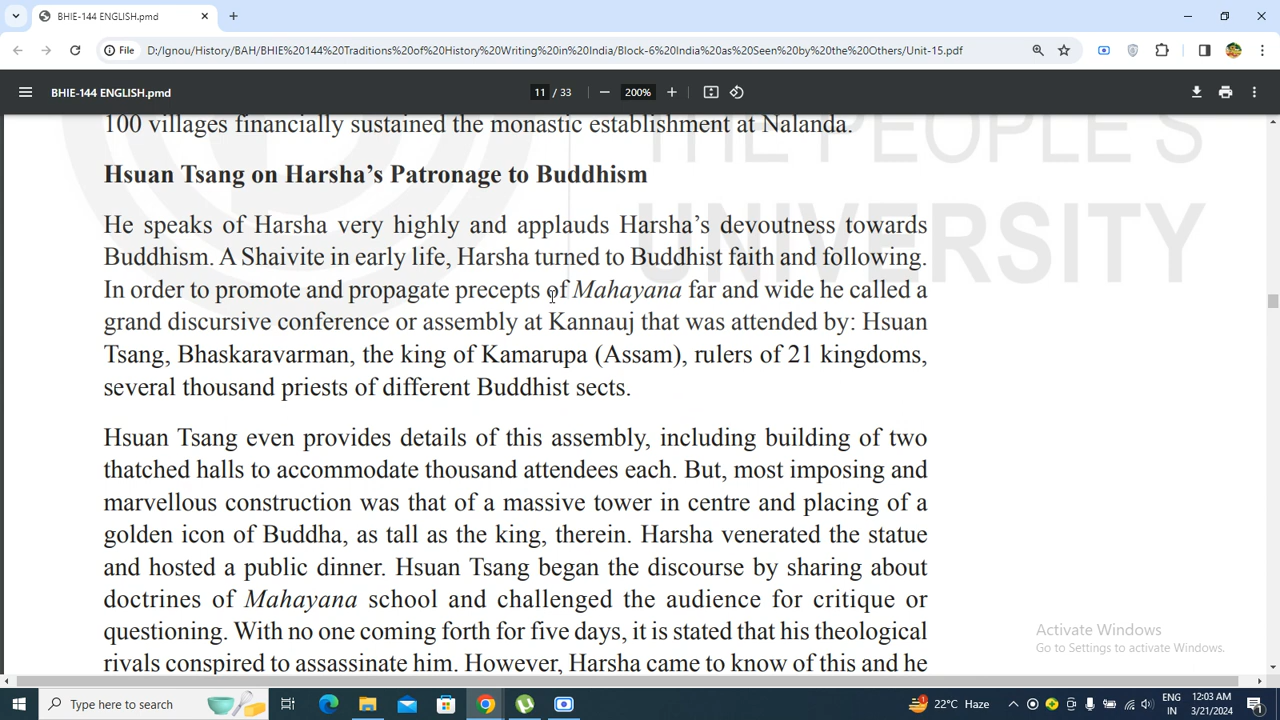 BHIE-144 ENGLISH.pmd
File D:/Ignou/History/BAH/BHIE%20144%20Traditions%20of%20History%20Writing%20in%20India/Block-6%20India%20as%20Seen%20by%20the%20Others/Unit-15.pdf
BHIE-144 ENGLISH.pmd 11 / 33 200%
THE PEOPLE'S
UNIVERSITY
100 villages financially sustained the monastic establishment at Nalanda.
Hsuan Tsang on Harsha's Patronage to Buddhism
He speaks of Harsha very highly and applauds Harsha's devoutness towards
Buddhism. A Shaivite in early life, Harsha turned to Buddhist faith and following.
In order to promote and propagate precepts of Mahayana far and wide he called a
grand discursive conference or assembly at Kannauj that was attended by: Hsuan
Tsang, Bhaskaravarman, the king of Kamarupa (Assam), rulers of 21 kingdoms,
several thousand priests of different Buddhist sects.
Hsuan Tsang even provides details of this assembly, including building of two
thatched halls to accommodate thousand attendees each. But, most imposing and
marvellous construction was that of a massive tower in centre and placing of a
golden icon of Buddha, as tall as the king, therein. Harsha venerated the statue
and hosted a public dinner. Hsuan Tsang began the discourse by sharing about
doctrines of Mahayana school and challenged the audience for critique or
questioning. With no one coming forth for five days, it is stated that his theological
rivals conspired to assassinate him. However, Harsha came to know of this and he
Activate Windows
Go to Settings to activate Windows.
Type here to search
22°C Haze
ENG
IN
12:03 AM
3/21/2024